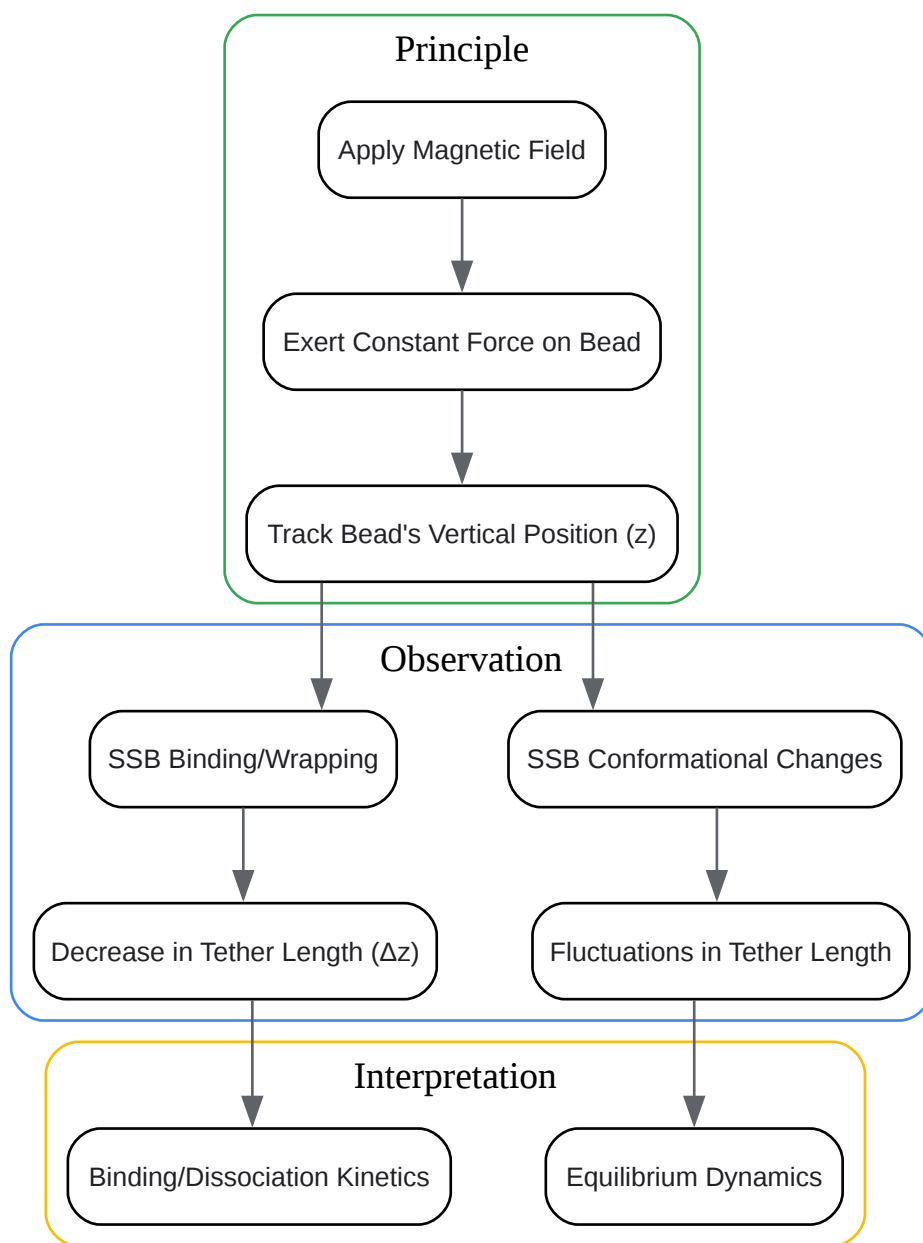 Principle
Apply Magnetic Field
Exert Constant Force on Bead
Track Bead's Vertical Position (z)
Observation
SSB Binding/Wrapping
SSB Conformational Changes
Decrease in Tether Length (Δz)
Fluctuations in Tether Length
Interpretation
Binding/Dissociation Kinetics
Equilibrium Dynamics